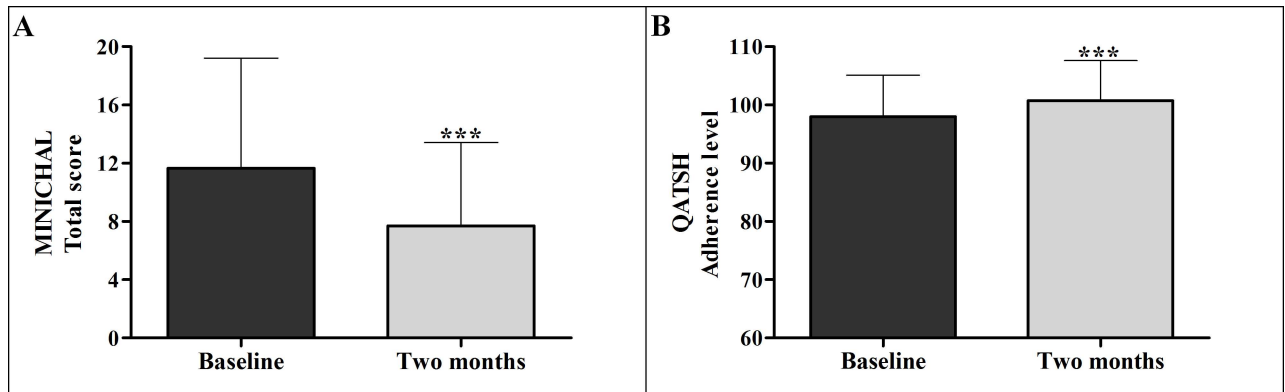 A
MINICHAL
Total score
20
16
12
8
4
0
***
Baseline
Two months
B
QATSH
Adherence level
110
100
90
80
70
60
***
Baseline
Two months